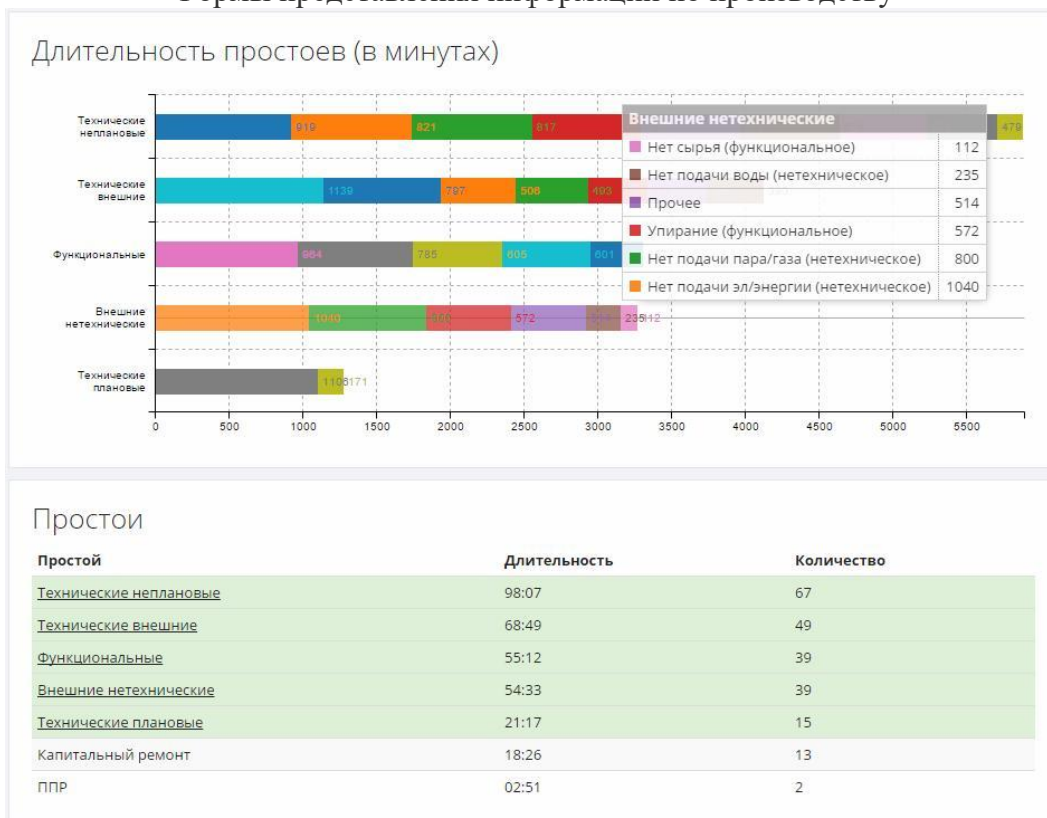 Длительность простоев (в минутах)
Технические неплановые
919 821 817 479
Внешние нетехнические
Нет сырья (функциональное) 112
Нет подачи воды (нетехническое) 235
Прочее 514
Упирание (функциональное) 572
Нет подачи пара/газа (нетехническое) 800
Нет подачи эл/энергии (нетехническое) 1040
Технические внешние
1139 797 506 493
Функциональные
964 785 605 601
Внешние нетехнические
1040 800 572 514 235 112
Технические плановые
1106 171
0 500 1000 1500 2000 2500 3000 3500 4000 4500 5000 5500
Простои
Простой Длительность Количество
Технические неплановые 98:07 67
Технические внешние 68:49 49
Функциональные 55:12 39
Внешние нетехнические 54:33 39
Технические плановые 21:17 15
Капитальный ремонт 18:26 13
ППР 02:51 2